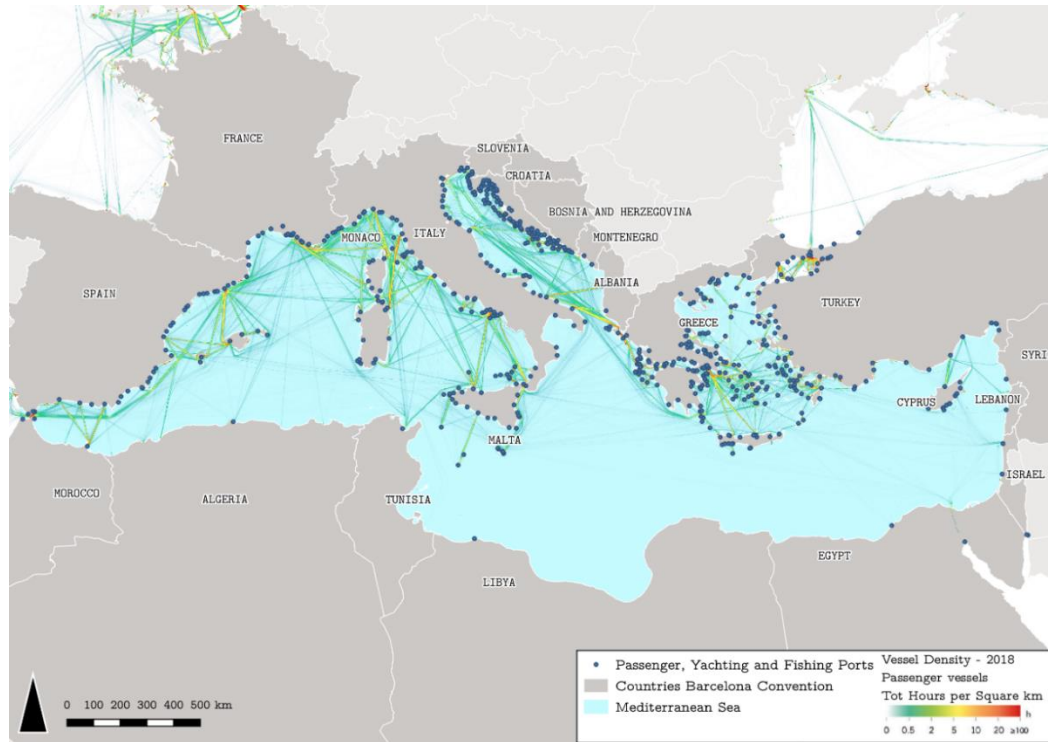 SLOVENIA
FRANCE
CROATIA
BOSNIA AND HERZEGOVINA
MONACO
ITALY
MONTENEGRO
ALBANIA
SPAIN
TURKEY
GREECE
SYRI
CYPRUS
LEBANON
MALTA
MOROCCO
ALGERIA
TUNISIA
ISRAEL
EGYPT
LIBYA
Passenger, Yachting and Fishing Ports
Countries Barcelona Convention
Mediterranean Sea
Vessel Density - 2018
Passenger vessels
Tot Hours per Square km
h
0 0.5 2 5 10 20 ≥100
0 100 200 300 400 500 km